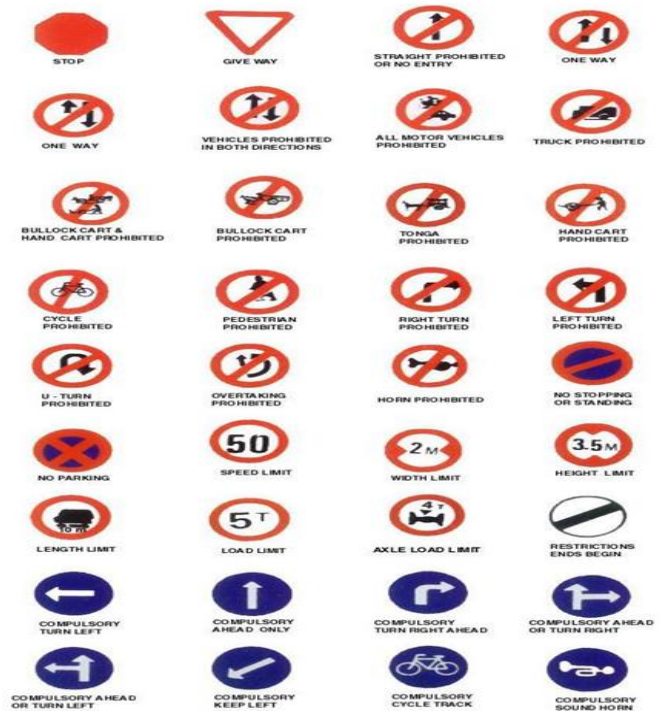 STOP
GIVE WAY
STRAIGHT PROHIBITED
OR NO ENTRY
ONE WAY
ONE WAY
VEHICLES PROHIBITED
IN BOTH DIRECTIONS
ALL MOTOR VEHICLES
PROHIBITED
TRUCK PROHIBITED
BULLOCK CART &
HAND CART PROHIBITED
BULLOCK CART
PROHIBITED
TONGA
PROHIBITED
HAND CART
PROHIBITED
CYCLE
PROHIBITED
PEDESTRIAN
PROHIBITED
RIGHT TURN
PROHIBITED
LEFT TURN
PROHIBITED
U - TURN
PROHIBITED
OVERTAKING
PROHIBITED
HORN PROHIBITED
NO STOPPING
OR STANDING
NO PARKING
50
SPEED LIMIT
2 M
WIDTH LIMIT
3.5 M
HEIGHT LIMIT
LENGTH LIMIT
5 T
LOAD LIMIT
4 T
AXLE LOAD LIMIT
RESTRICTIONS
ENDS BEGIN
COMPULSORY
TURN LEFT
COMPULSORY
AHEAD ONLY
COMPULSORY
TURN RIGHT AHEAD
COMPULSORY AHEAD
OR TURN RIGHT
COMPULSORY AHEAD
OR TURN LEFT
COMPULSORY
KEEP LEFT
COMPULSORY
CYCLE TRACK
COMPULSORY
SOUND HORN